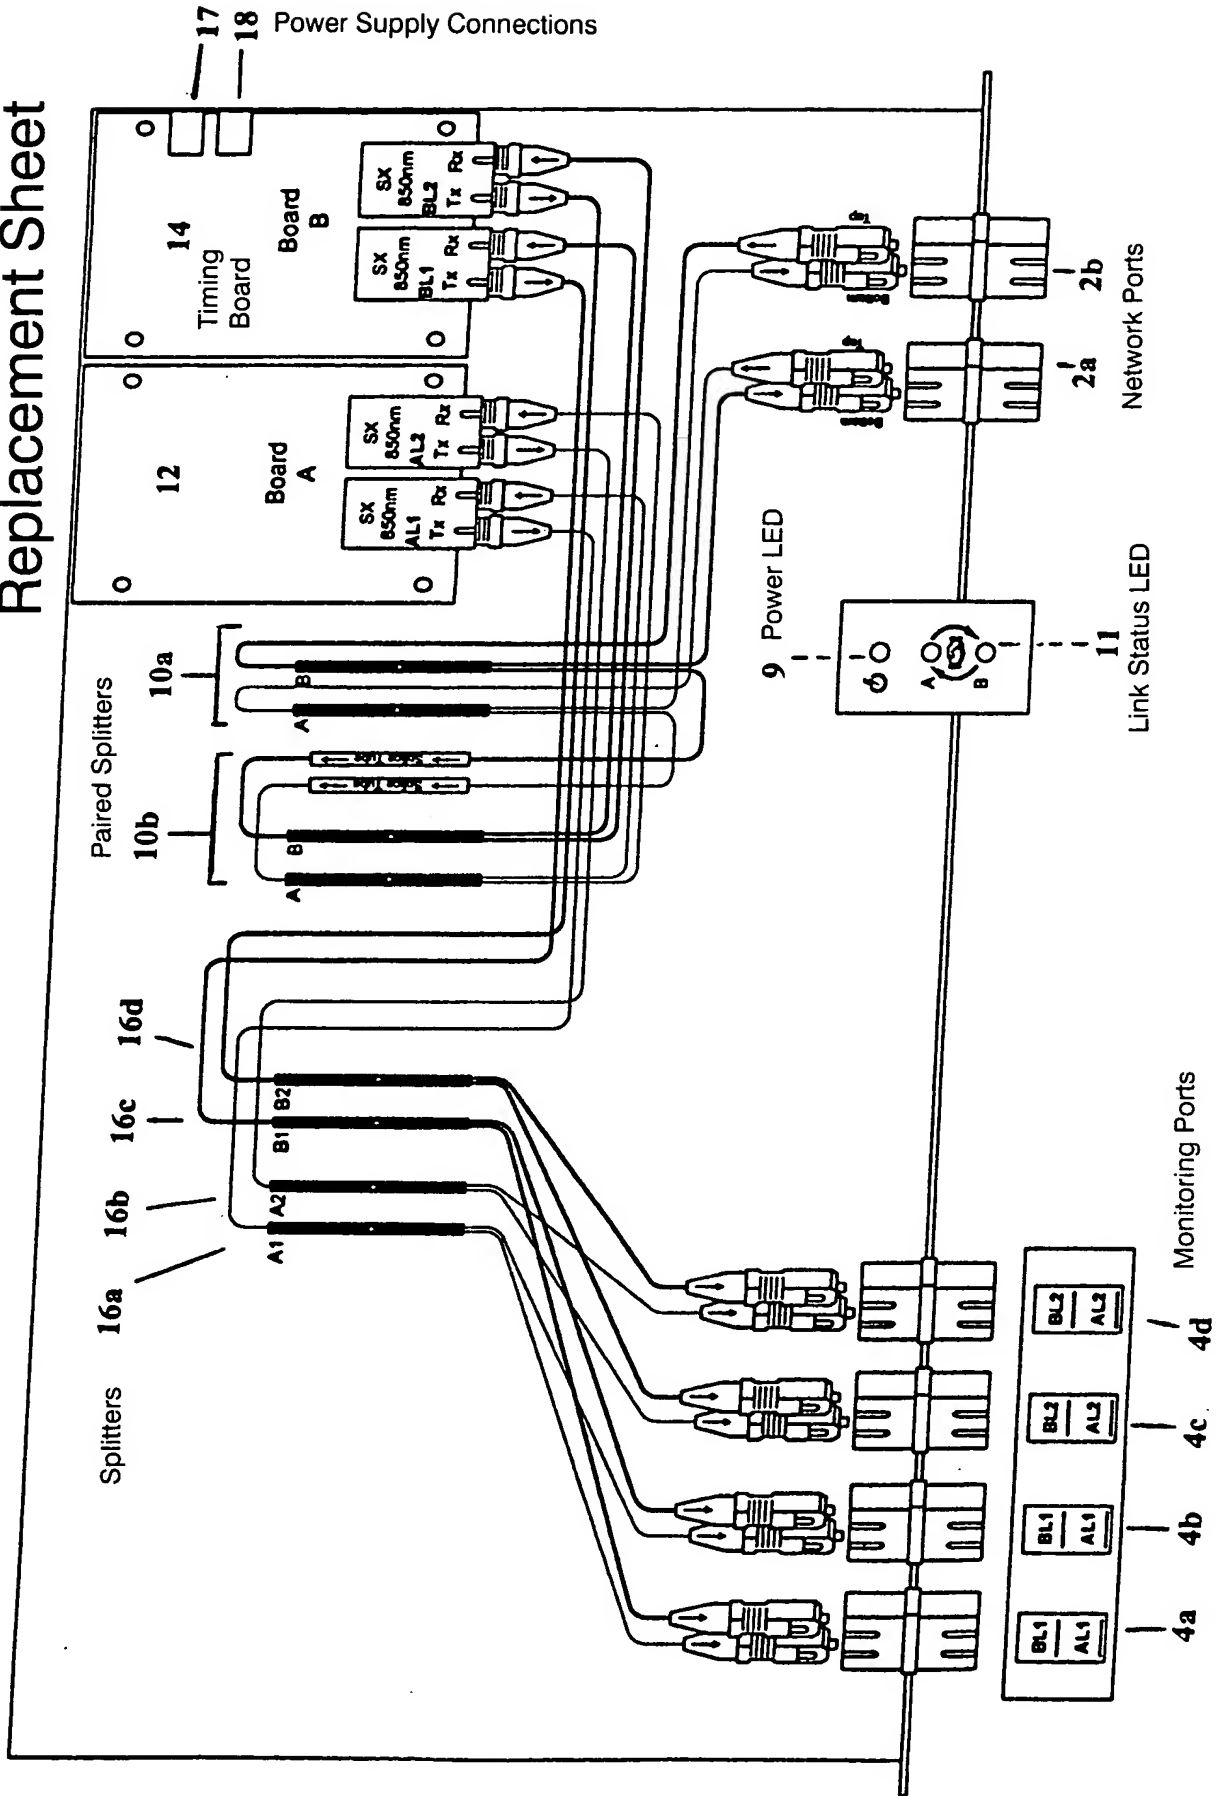 Replacement Sheet
17
18
Power Supply Connections
14
Timing
Board
Board
B
SX
850nm
BL2
Tx Rx
SX
850nm
BL1
Tx Rx
12
Board
A
SX
850nm
AL2
Tx Rx
SX
850nm
AL1
Tx Rx
Paired Splitters
10a
10b
B
A
B
A
Splitters
16a
16b
16c
16d
A1
A2
B1
B2
Top
Top
2a
2b
Network Ports
9 Power LED
A
B
11
Link Status LED
Monitoring Ports
BL1
AL1
BL1
AL1
BL2
AL2
BL2
AL2
4a
4b
4c
4d